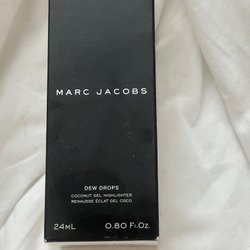 MARC JACOBS
DEW DROPS
COCONUT GEL HIGHLIGHTER
REHAUSSE ÉCLAT GEL COCO
24mL 0.80 Fl.Oz.